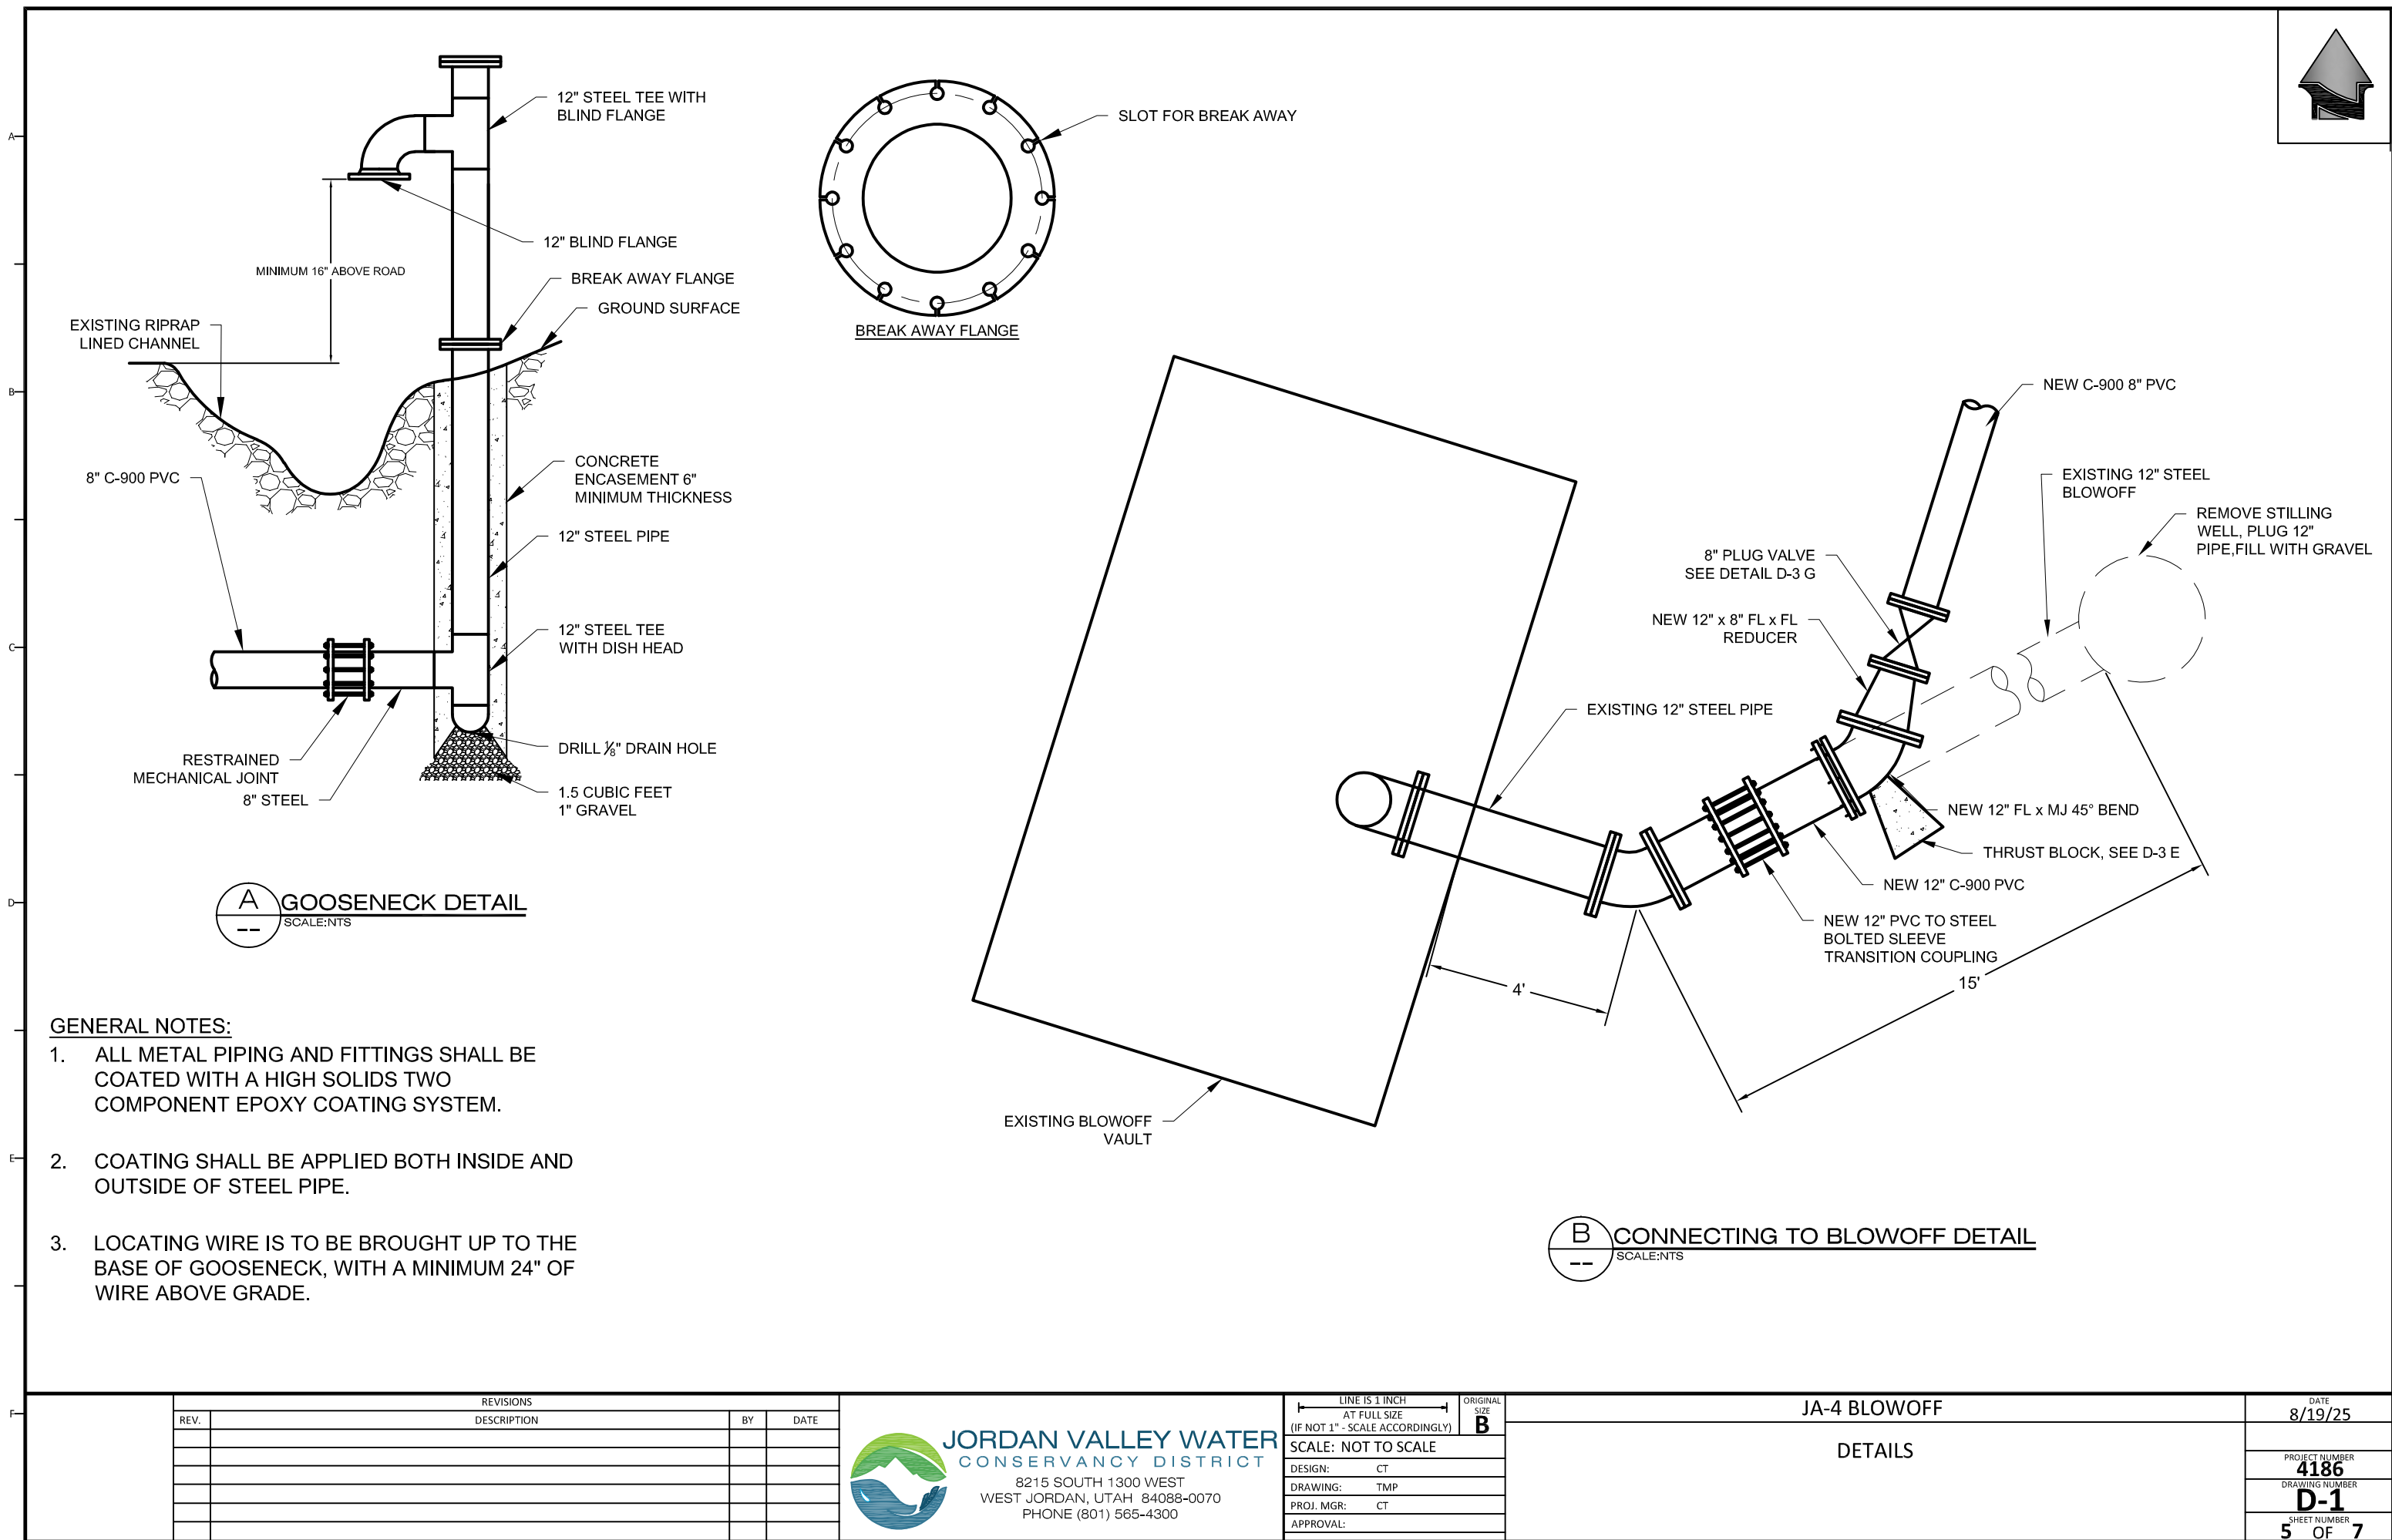 12" STEEL TEE WITH
BLIND FLANGE
12" BLIND FLANGE
MINIMUM 16" ABOVE ROAD
BREAK AWAY FLANGE
GROUND SURFACE
EXISTING RIPRAP
LINED CHANNEL
8" C-900 PVC
CONCRETE
ENCASEMENT 6"
MINIMUM THICKNESS
12" STEEL PIPE
12" STEEL TEE
WITH DISH HEAD
RESTRAINED
MECHANICAL JOINT
8" STEEL
DRILL ⅛" DRAIN HOLE
1.5 CUBIC FEET
1" GRAVEL
A
--
GOOSENECK DETAIL
SCALE:NTS
SLOT FOR BREAK AWAY
BREAK AWAY FLANGE
NEW C-900 8" PVC
EXISTING 12" STEEL
BLOWOFF
REMOVE STILLING
WELL, PLUG 12"
PIPE,FILL WITH GRAVEL
8" PLUG VALVE
SEE DETAIL D-3 G
NEW 12" x 8" FL x FL
REDUCER
EXISTING 12" STEEL PIPE
NEW 12" FL x MJ 45° BEND
THRUST BLOCK, SEE D-3 E
NEW 12" C-900 PVC
NEW 12" PVC TO STEEL
BOLTED SLEEVE
TRANSITION COUPLING
4'
15'
EXISTING BLOWOFF
VAULT
B
--
CONNECTING TO BLOWOFF DETAIL
SCALE:NTS
GENERAL NOTES:
1. ALL METAL PIPING AND FITTINGS SHALL BE
COATED WITH A HIGH SOLIDS TWO
COMPONENT EPOXY COATING SYSTEM.
2. COATING SHALL BE APPLIED BOTH INSIDE AND
OUTSIDE OF STEEL PIPE.
3. LOCATING WIRE IS TO BE BROUGHT UP TO THE
BASE OF GOOSENECK, WITH A MINIMUM 24" OF
WIRE ABOVE GRADE.
A
B
C
D
E
F
REVISIONS
REV. DESCRIPTION BY DATE
JORDAN VALLEY WATER
CONSERVANCY DISTRICT
8215 SOUTH 1300 WEST
WEST JORDAN, UTAH 84088-0070
PHONE (801) 565-4300
LINE IS 1 INCH
AT FULL SIZE
(IF NOT 1" - SCALE ACCORDINGLY)
ORIGINAL
SIZE
B
SCALE: NOT TO SCALE
DESIGN: CT
DRAWING: TMP
PROJ. MGR: CT
APPROVAL:
JA-4 BLOWOFF
DETAILS
DATE
8/19/25
PROJECT NUMBER
4186
DRAWING NUMBER
D-1
SHEET NUMBER
5 OF 7